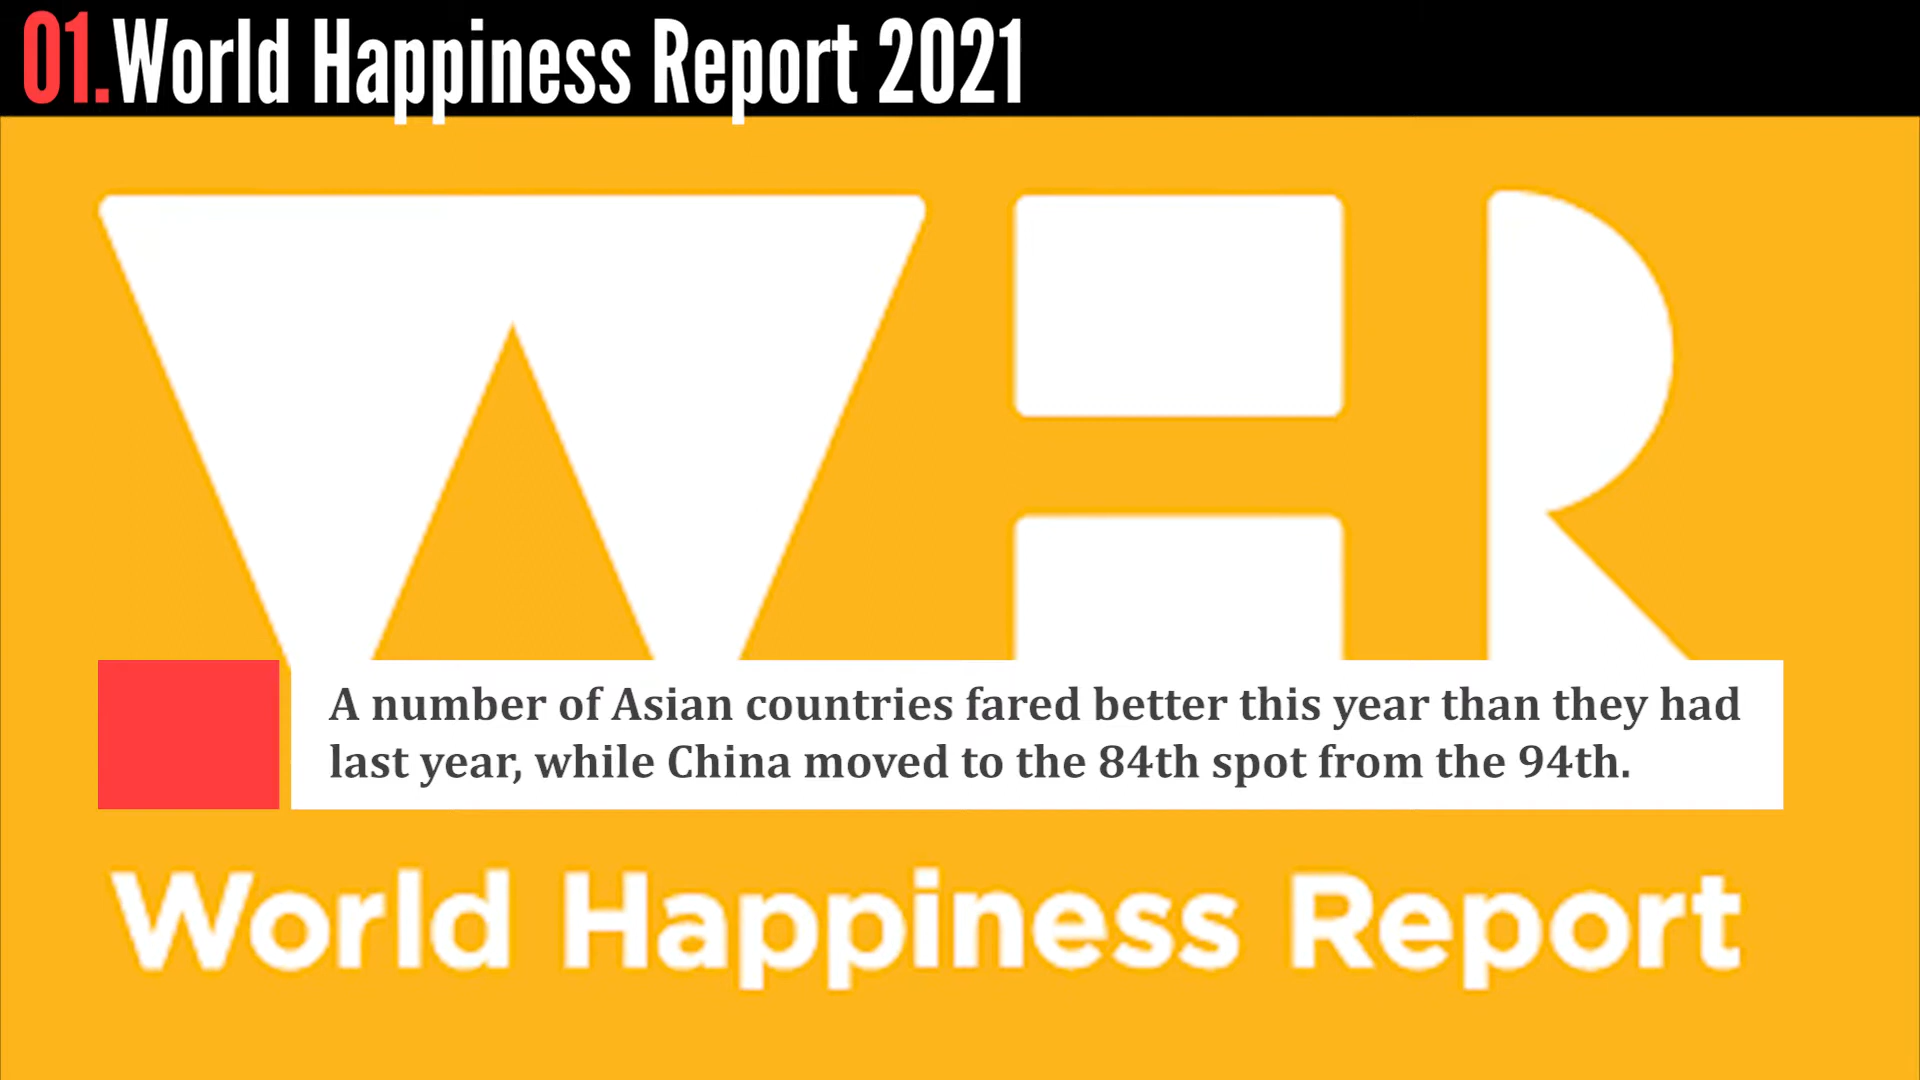 01.World Happiness Report 2021
WHR
A number of Asian countries fared better this year than they had
last year, while China moved to the 84th spot from the 94th.
World Happiness Report